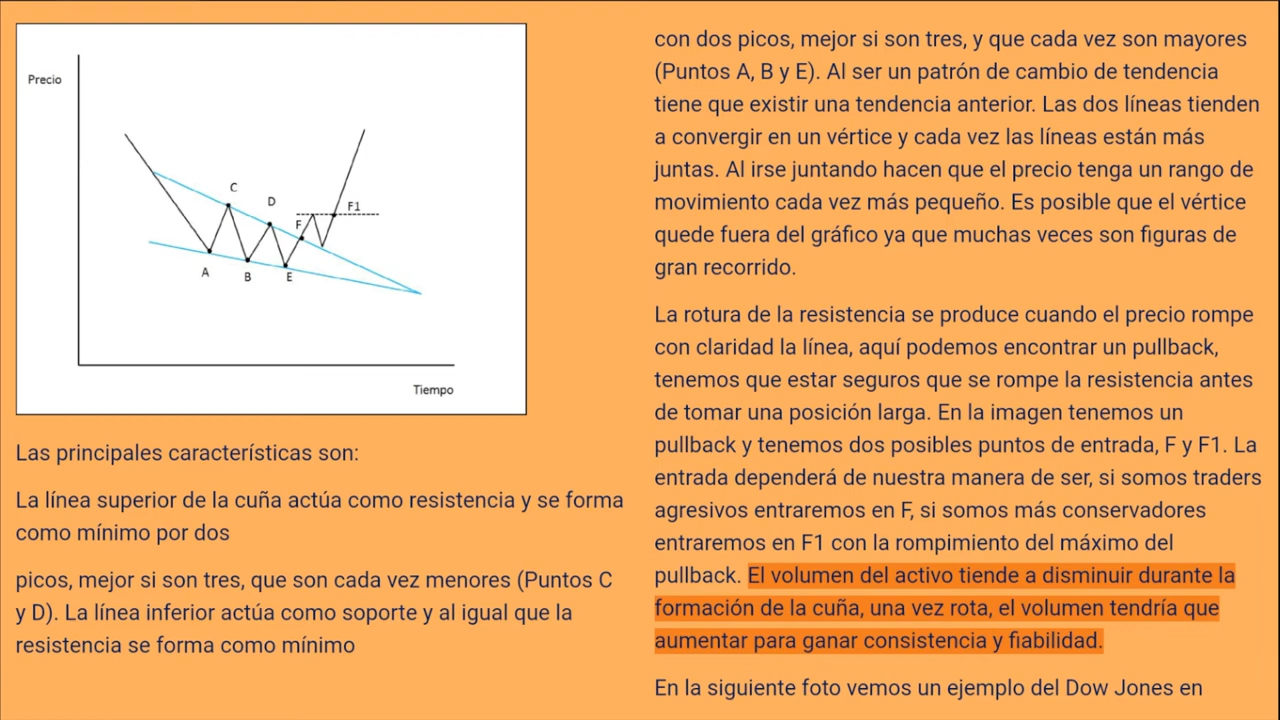 Precio
C
D
F
F1
A
B
E
Tiempo
Las principales características son:
La línea superior de la cuña actúa como resistencia y se forma
como mínimo por dos
picos, mejor si son tres, que son cada vez menores (Puntos C
y D). La línea inferior actúa como soporte y al igual que la
resistencia se forma como mínimo
con dos picos, mejor si son tres, y que cada vez son mayores
(Puntos A, B y E). Al ser un patrón de cambio de tendencia
tiene que existir una tendencia anterior. Las dos líneas tienden
a convergir en un vértice y cada vez las líneas están más
juntas. Al irse juntando hacen que el precio tenga un rango de
movimiento cada vez más pequeño. Es posible que el vértice
quede fuera del gráfico ya que muchas veces son figuras de
gran recorrido.
La rotura de la resistencia se produce cuando el precio rompe
con claridad la línea, aquí podemos encontrar un pullback,
tenemos que estar seguros que se rompe la resistencia antes
de tomar una posición larga. En la imagen tenemos un
pullback y tenemos dos posibles puntos de entrada, F y F1. La
entrada dependerá de nuestra manera de ser, si somos traders
agresivos entraremos en F, si somos más conservadores
entraremos en F1 con la rompimiento del máximo del
pullback. El volumen del activo tiende a disminuir durante la
formación de la cuña, una vez rota, el volumen tendría que
aumentar para ganar consistencia y fiabilidad.
En la siguiente foto vemos un ejemplo del Dow Jones en